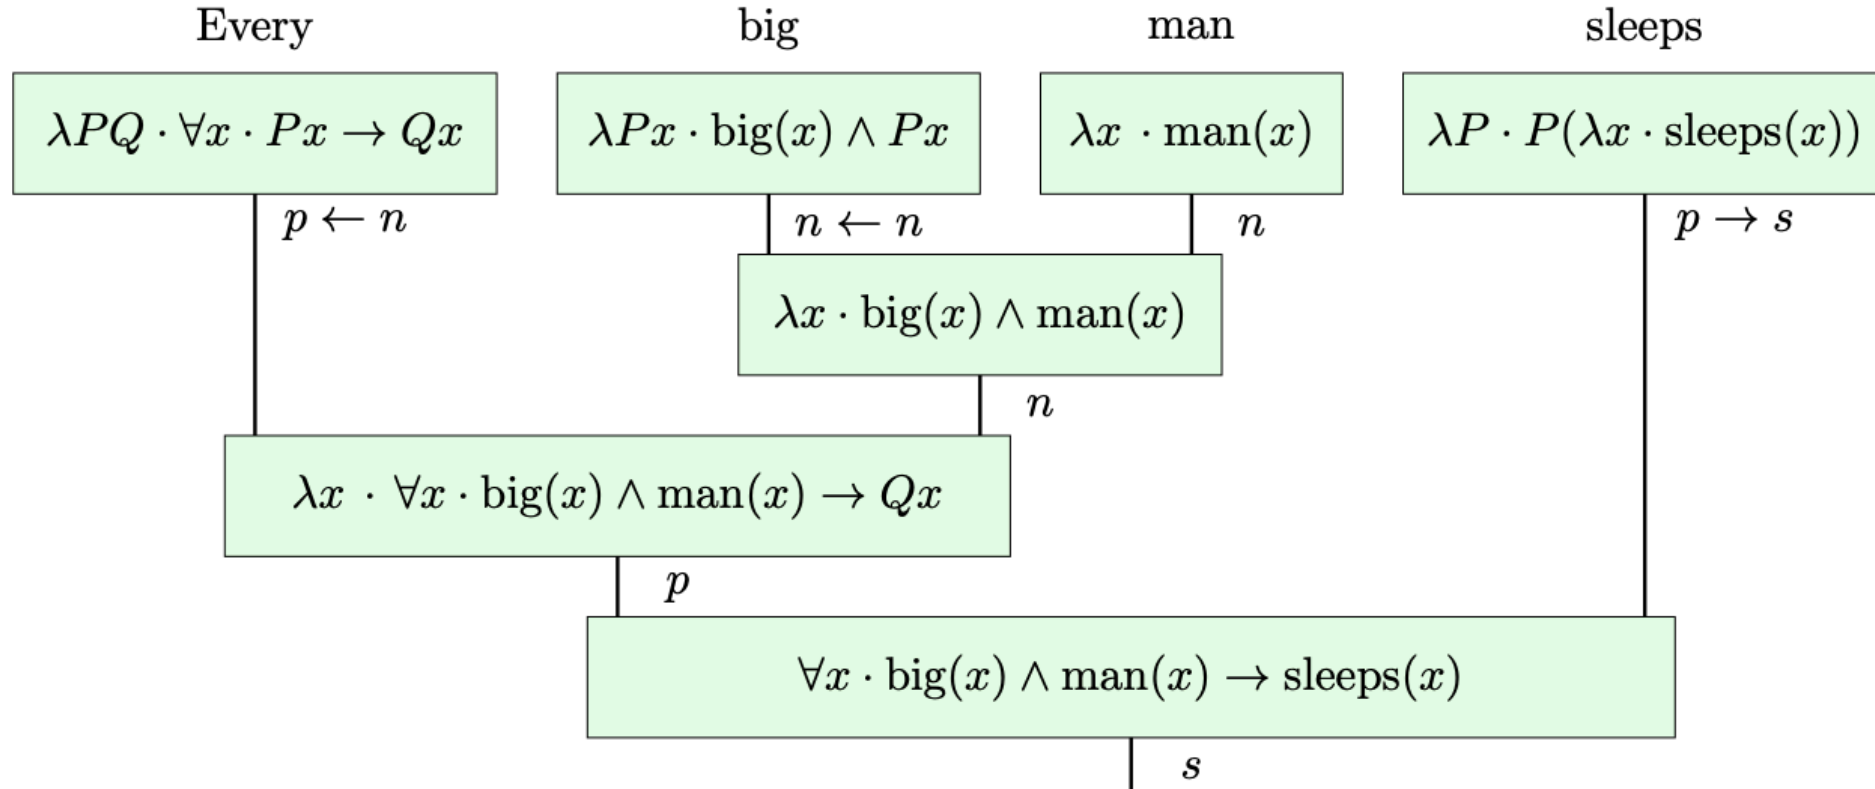 Every big man sleeps
λPQ · ∀x · Px → Qx λPx · big(x) ∧ Px λx · man(x) λP · P(λx · sleeps(x))
p ← n n ← n n p → s
λx · big(x) ∧ man(x)
n
λx · ∀x · big(x) ∧ man(x) → Qx
p
∀x · big(x) ∧ man(x) → sleeps(x)
s